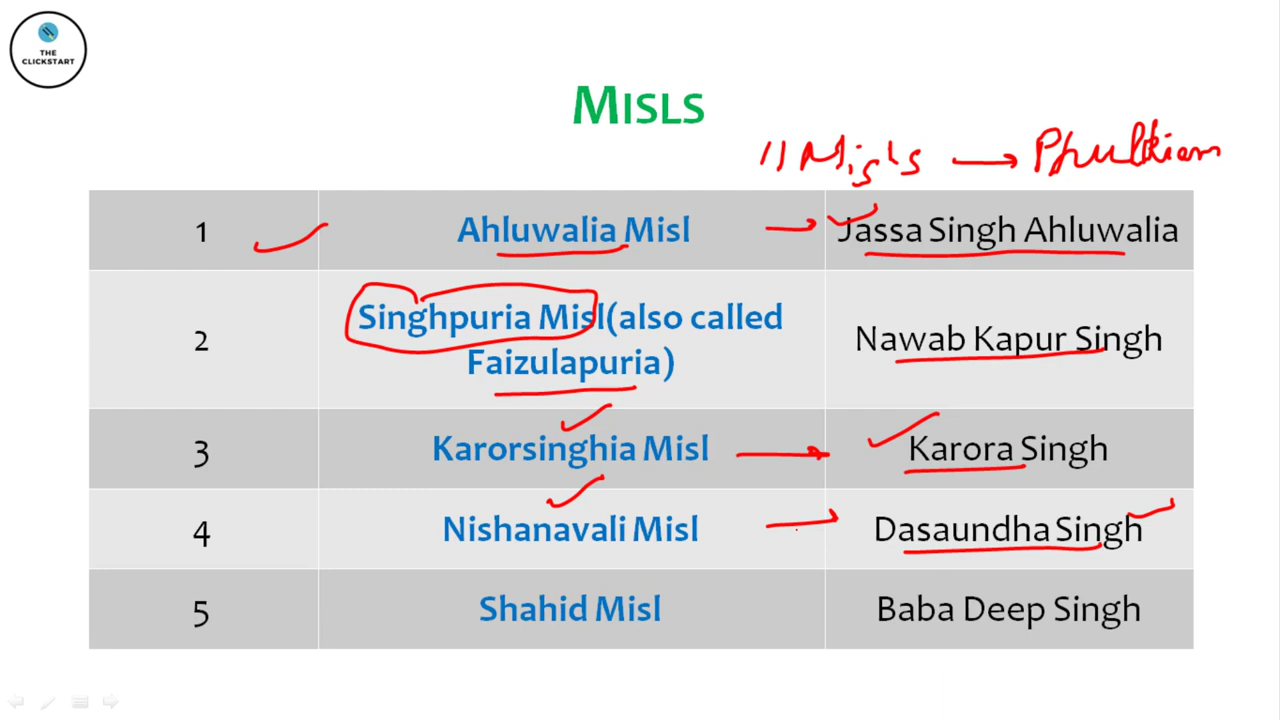 THE
CLICKSTART
MISLS
11 Misls → Phulkian
1 Ahluwalia Misl → Jassa Singh Ahluwalia
2 Singhpuria Misl(also called Nawab Kapur Singh
Faizulapuria)
3 Karorsinghia Misl → Karora Singh
4 Nishanavali Misl → Dasaundha Singh
5 Shahid Misl Baba Deep Singh